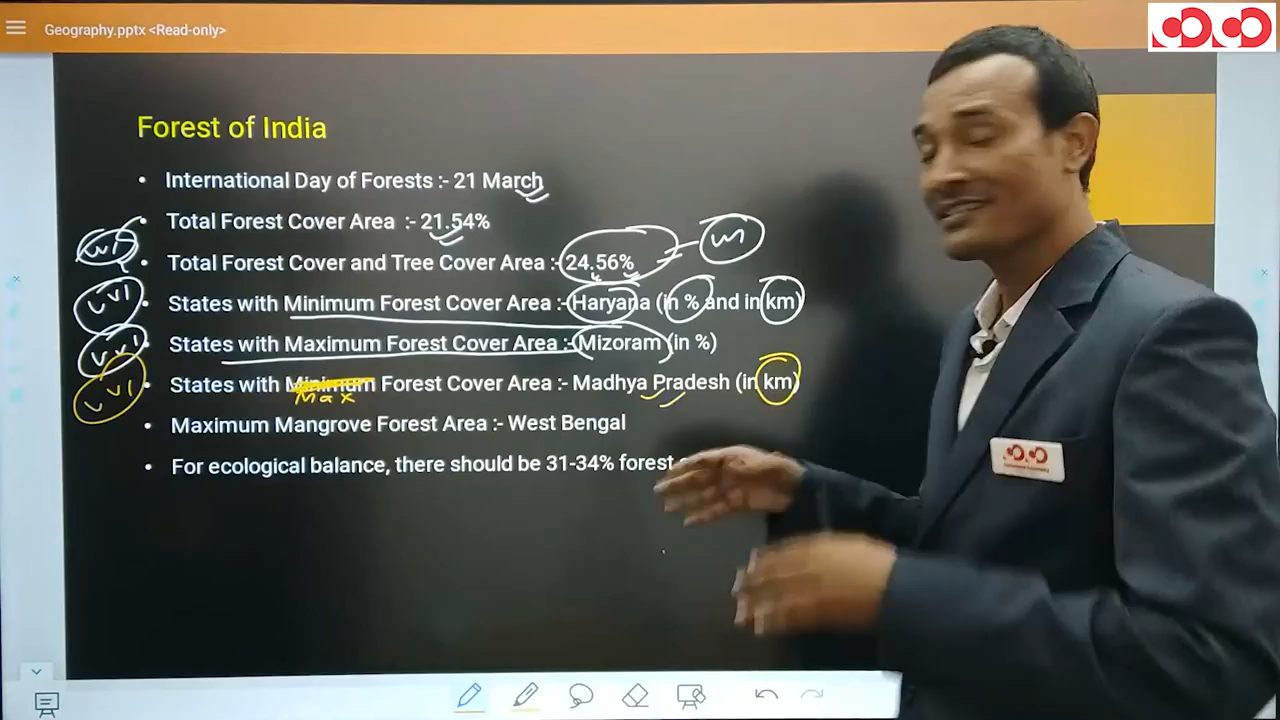 Geography.pptx <Read-only>
Forest of India
• International Day of Forests :- 21 March
• Total Forest Cover Area :- 21.54%
• Total Forest Cover and Tree Cover Area :- 24.56%
• States with Minimum Forest Cover Area :- Haryana (in % and in km)
• States with Maximum Forest Cover Area :- Mizoram (in %)
• States with Minimum Forest Cover Area :- Madhya Pradesh (in km)
Max
• Maximum Mangrove Forest Area :- West Bengal
• For ecological balance, there should be 31-34% forest